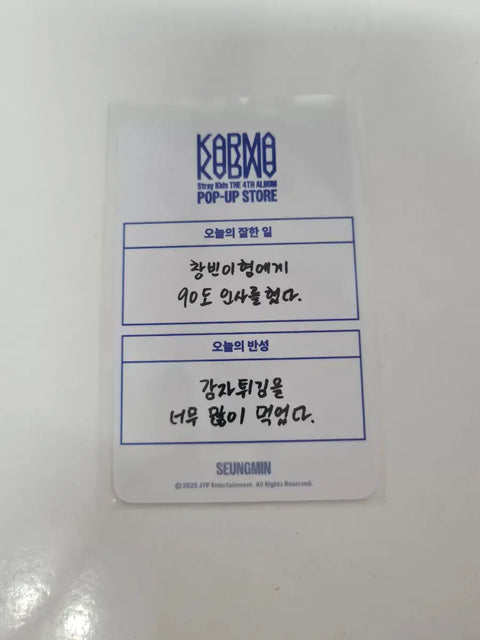 KARMA
Stray Kids THE 4TH ALBUM
POP-UP STORE
오늘의 잘한 일
창빈이형에게
90도 인사를 했다.
오늘의 반성
감자튀김을
너무 많이 먹었다.
SEUNGMIN
© 2025 JYP Entertainment All Rights Reserved.